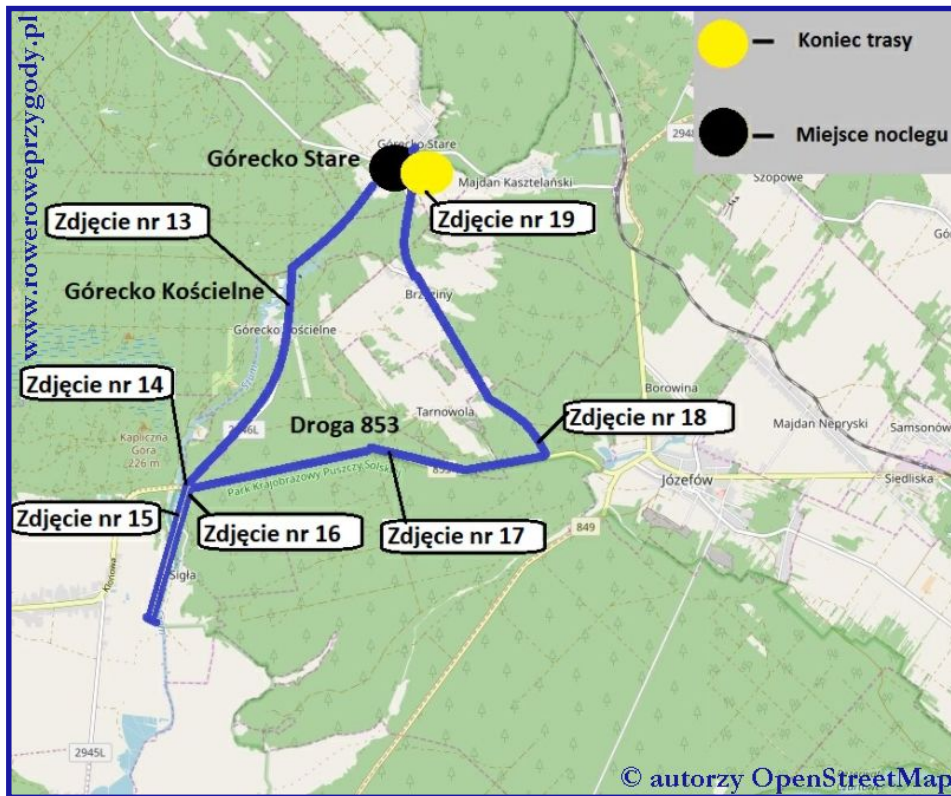 www.roweroweprzygody.pl
Koniec trasy
Miejsce noclegu
2948
Szopowe
Górecko Stare
Górecko Stare
Majdan Kasztelański
Zdjęcie nr 19
Zdjęcie nr 13
Górecko Kościelne
Brzeziny
Górecko Kościelne
Zdjęcie nr 14
Borowina
Tarnowola
Zdjęcie nr 18
Droga 853
Majdan Nepryski
Samsonów
Kapliczna
Góra
226 m
Park Krajobrazowy Puszczy Solsk
Józefów
Siedliska
Zdjęcie nr 15
Zdjęcie nr 16
Zdjęcie nr 17
849
Sigła
Klonowa
2945L
© autorzy OpenStreetMap